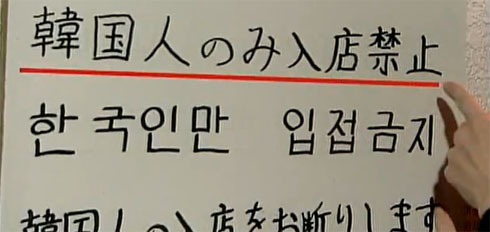 韓国人のみ入店禁止
한국인만 입접금지
韓国人の入店をお断りします